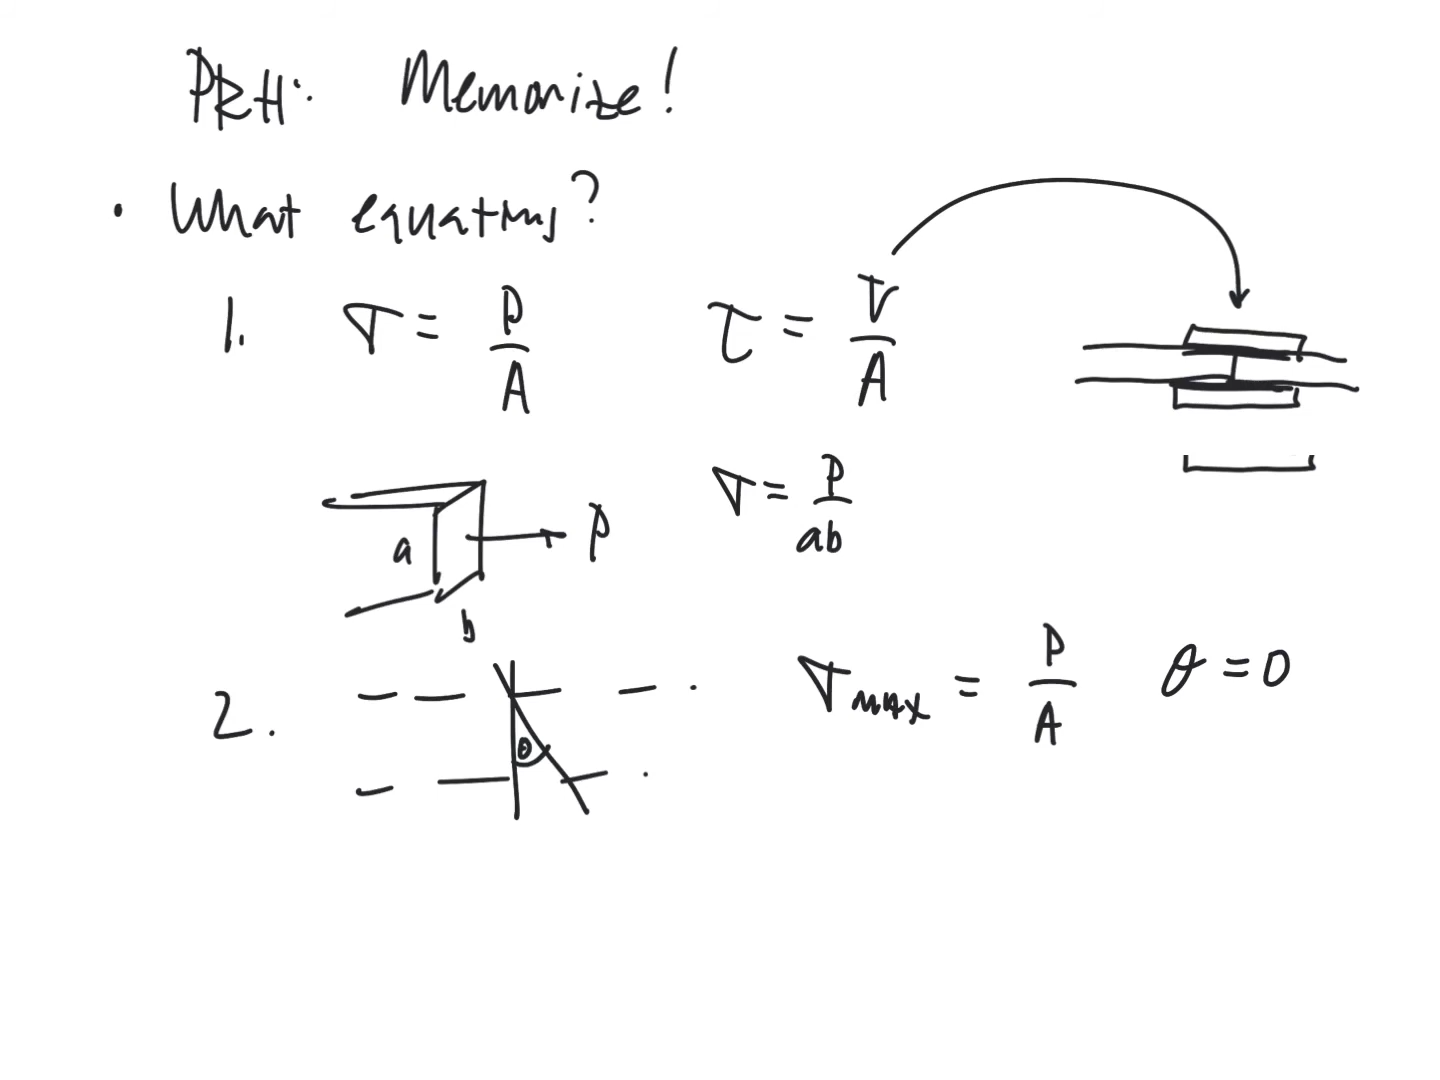 PRH: Memorize!
• What equations?
1. σ = P/A τ = V/A
a b P σ = P/ab
2. θ σmax = P/A θ = 0